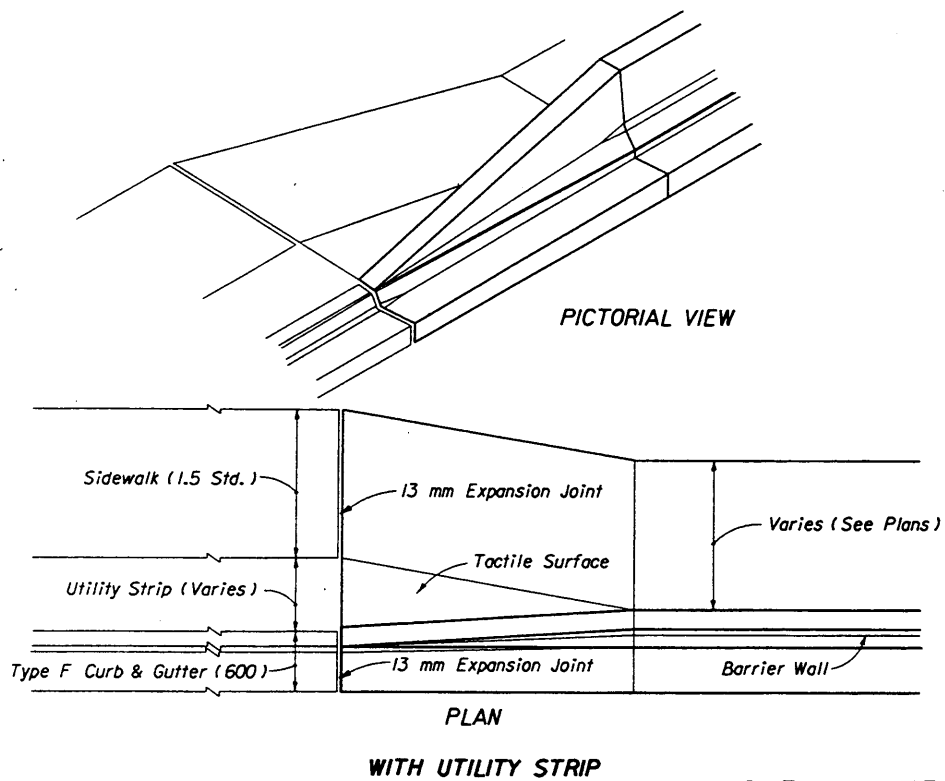 PICTORIAL VIEW
Sidewalk (1.5 Std.)
13 mm Expansion Joint
Varies (See Plans)
Tactile Surface
Utility Strip (Varies)
Type F Curb & Gutter (600)
13 mm Expansion Joint
Barrier Wall
PLAN
WITH UTILITY STRIP